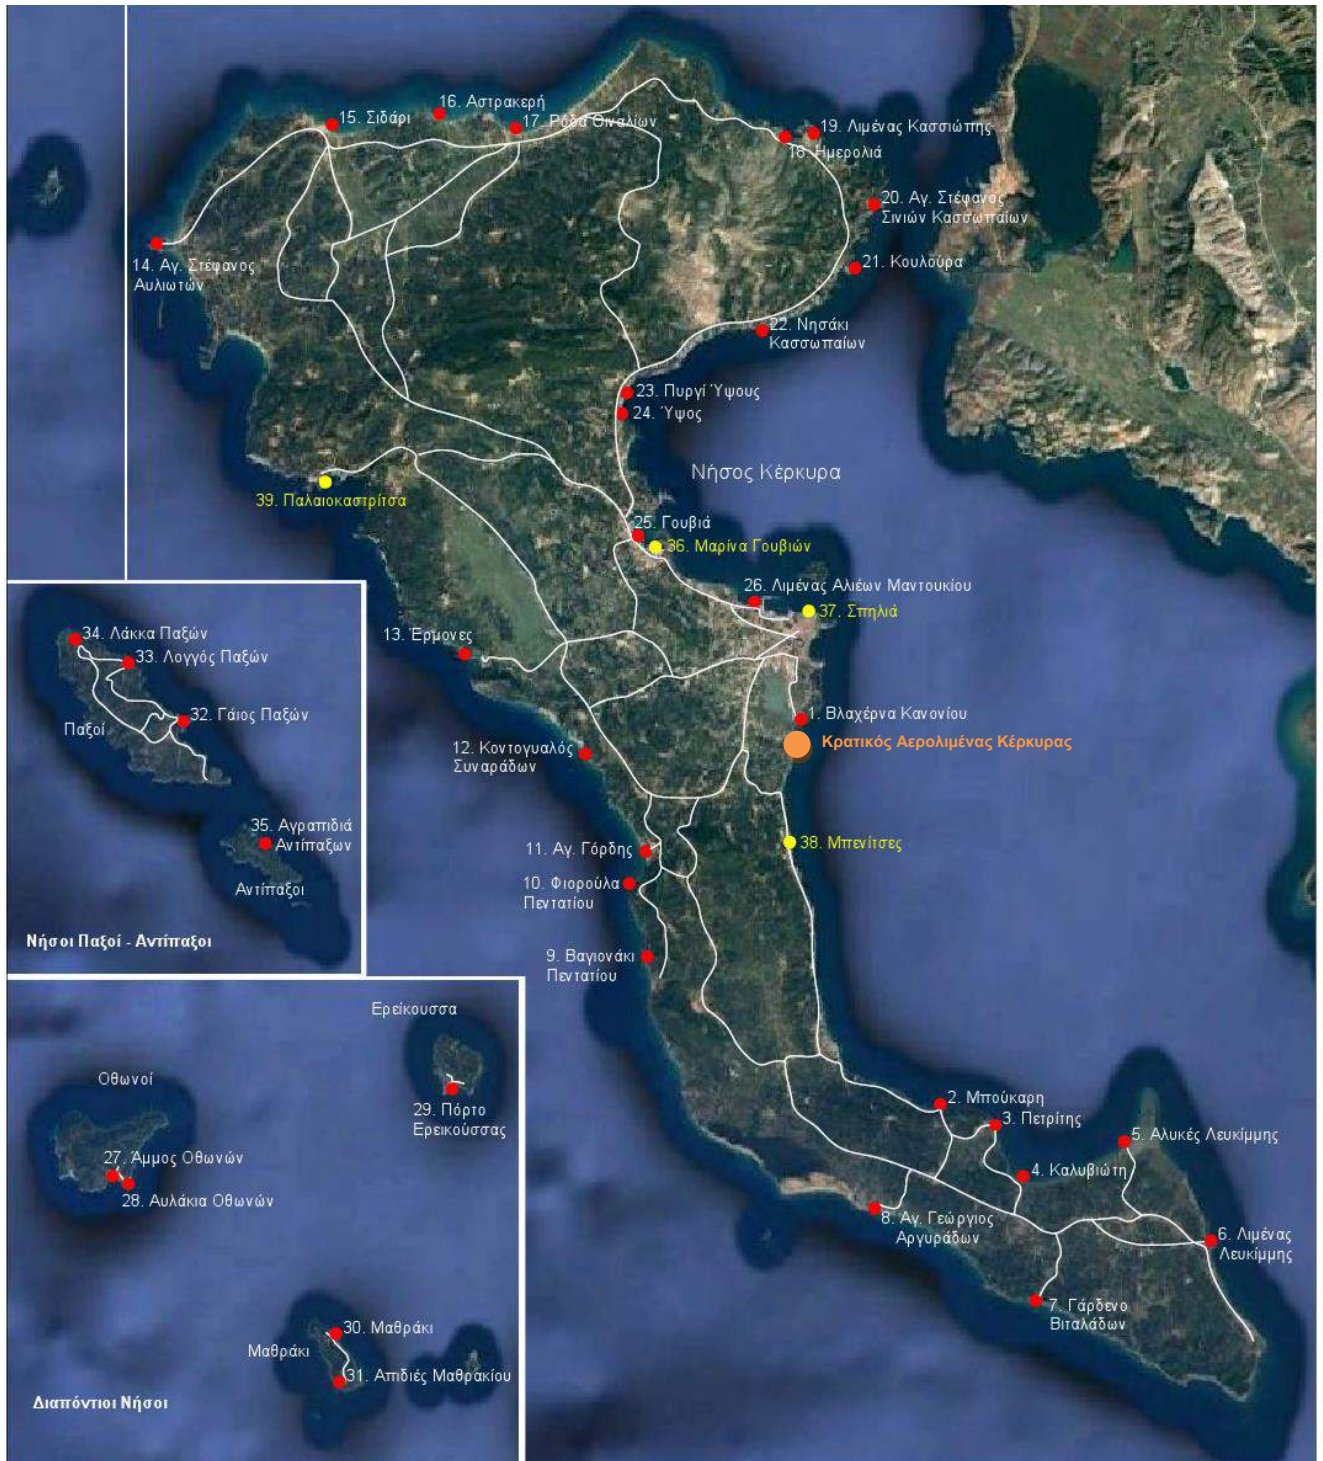 16. Αστρακερή
15. Σιδάρι
17. Ρόδα Θιναλίων
19. Λιμένας Κασσιώπης
18. Ημερολιά
20. Αγ. Στέφανος
Σινιών Κασσωπαίων
14. Αγ. Στέφανος
Αυλιωτών
21. Κουλούρα
22. Νησάκι
Κασσωπαίων
23. Πυργί Ύψους
24. Ύψος
Νήσος Κέρκυρα
39. Παλαιοκαστρίτσα
25. Γουβιά
36. Μαρίνα Γουβιών
26. Λιμένας Αλιέων Μαντουκίου
37. Σπηλιά
13. Έρμονες
34. Λάκκα Παξών
33. Λογγός Παξών
32. Γάιος Παξών
Παξοί
1. Βλαχέρνα Κανονίου
Κρατικός Αερολιμένας Κέρκυρας
12. Κοντογυαλός
Συναράδων
35. Αγραπιδιά
Αντίπαξων
38. Μπενίτσες
11. Αγ. Γόρδης
10. Φιορούλα
Πεντατίου
Αντίπαξοι
Νήσοι Παξοί - Αντίπαξοι
9. Βαγιονάκι
Πεντατίου
Ερείκουσσα
Οθωνοί
29. Πόρτο
Ερεικούσσας
27. Άμμος Οθωνών
28. Αυλάκια Οθωνών
2. Μπούκαρη
3. Πετρίτης
5. Αλυκές Λευκίμμης
4. Καλυβιώτη
8. Αγ. Γεώργιος
Αργυράδων
6. Λιμένας
Λευκίμμης
7. Γάρδενο
Βιταλάδων
30. Μαθράκι
Μαθράκι
31. Απιδιές Μαθρακίου
Διαπόντιοι Νήσοι